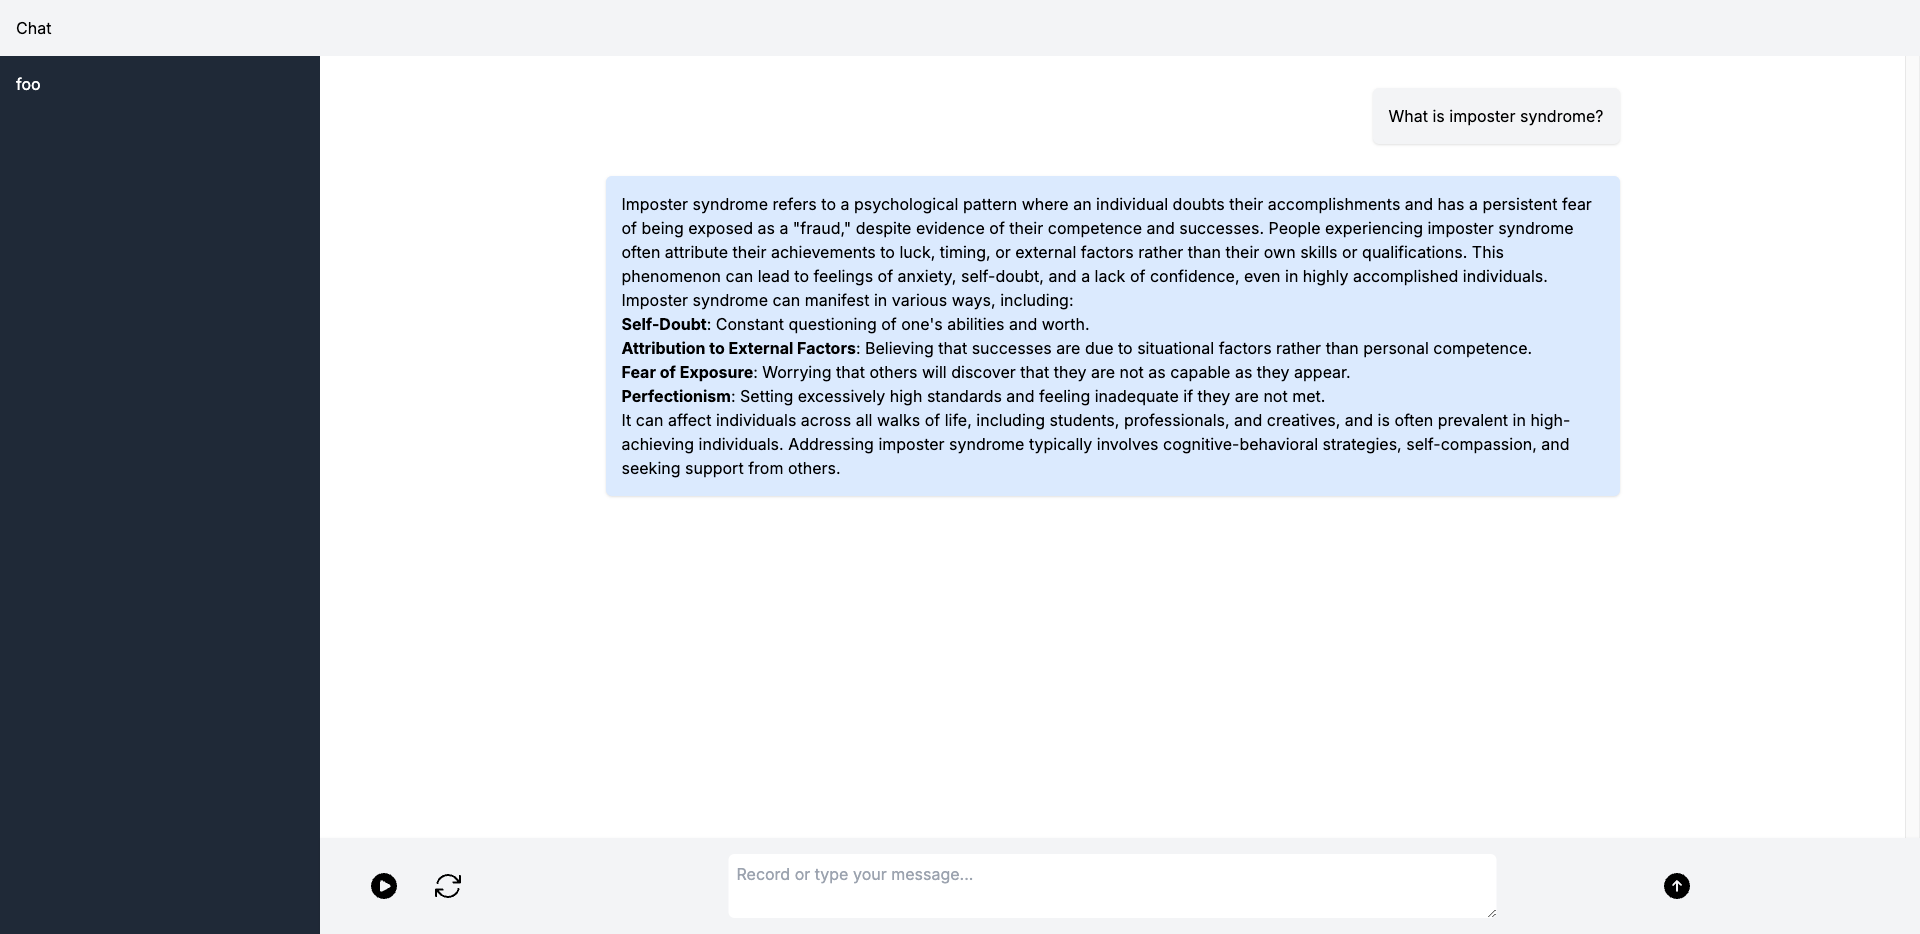 Chat
foo
What is imposter syndrome?
Imposter syndrome refers to a psychological pattern where an individual doubts their accomplishments and has a persistent fear
of being exposed as a "fraud," despite evidence of their competence and successes. People experiencing imposter syndrome
often attribute their achievements to luck, timing, or external factors rather than their own skills or qualifications. This
phenomenon can lead to feelings of anxiety, self-doubt, and a lack of confidence, even in highly accomplished individuals.
Imposter syndrome can manifest in various ways, including:
Self-Doubt: Constant questioning of one's abilities and worth.
Attribution to External Factors: Believing that successes are due to situational factors rather than personal competence.
Fear of Exposure: Worrying that others will discover that they are not as capable as they appear.
Perfectionism: Setting excessively high standards and feeling inadequate if they are not met.
It can affect individuals across all walks of life, including students, professionals, and creatives, and is often prevalent in high-
achieving individuals. Addressing imposter syndrome typically involves cognitive-behavioral strategies, self-compassion, and
seeking support from others.
Record or type your message...